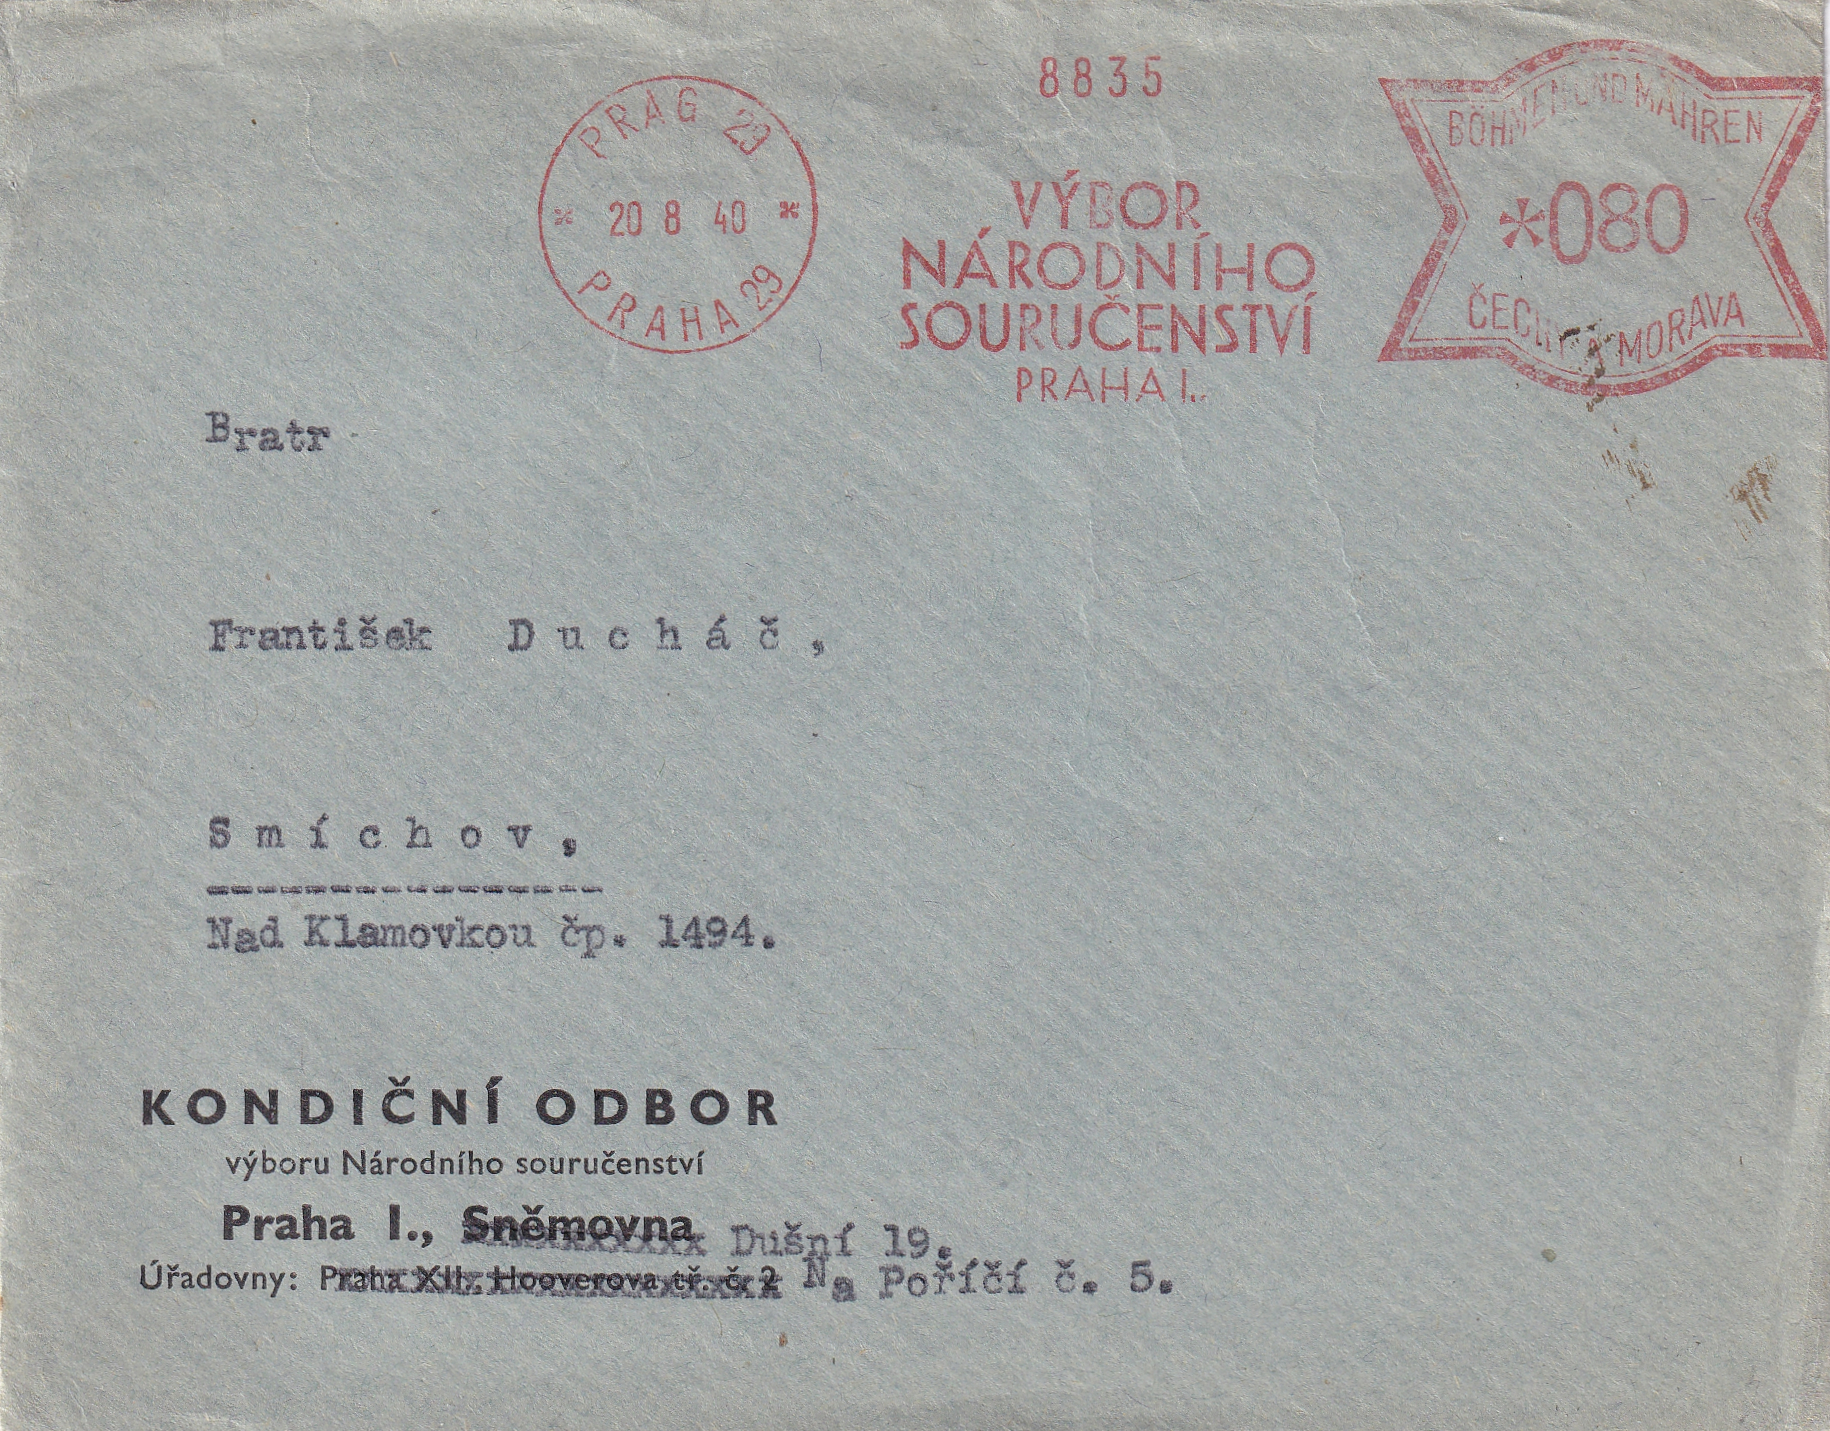 8835
PRAG 29
20 8 40
PRAHA 29
VÝBOR
NÁRODNÍHO
SOURUČENSTVÍ
PRAHA I.
BÖHMEN UND MÄHREN
*080
ČECHY A MORAVA
Bratr
František Ducháč,
Smíchov,
Nad Klamovkou čp. 1494.
KONDIČNÍ ODBOR
výboru Národního souručenství
Praha I., Sněmovna Dušní 19.
Úřadovny: Praha XII. Hooverova tř. č. 2 Na Poříčí č. 5.